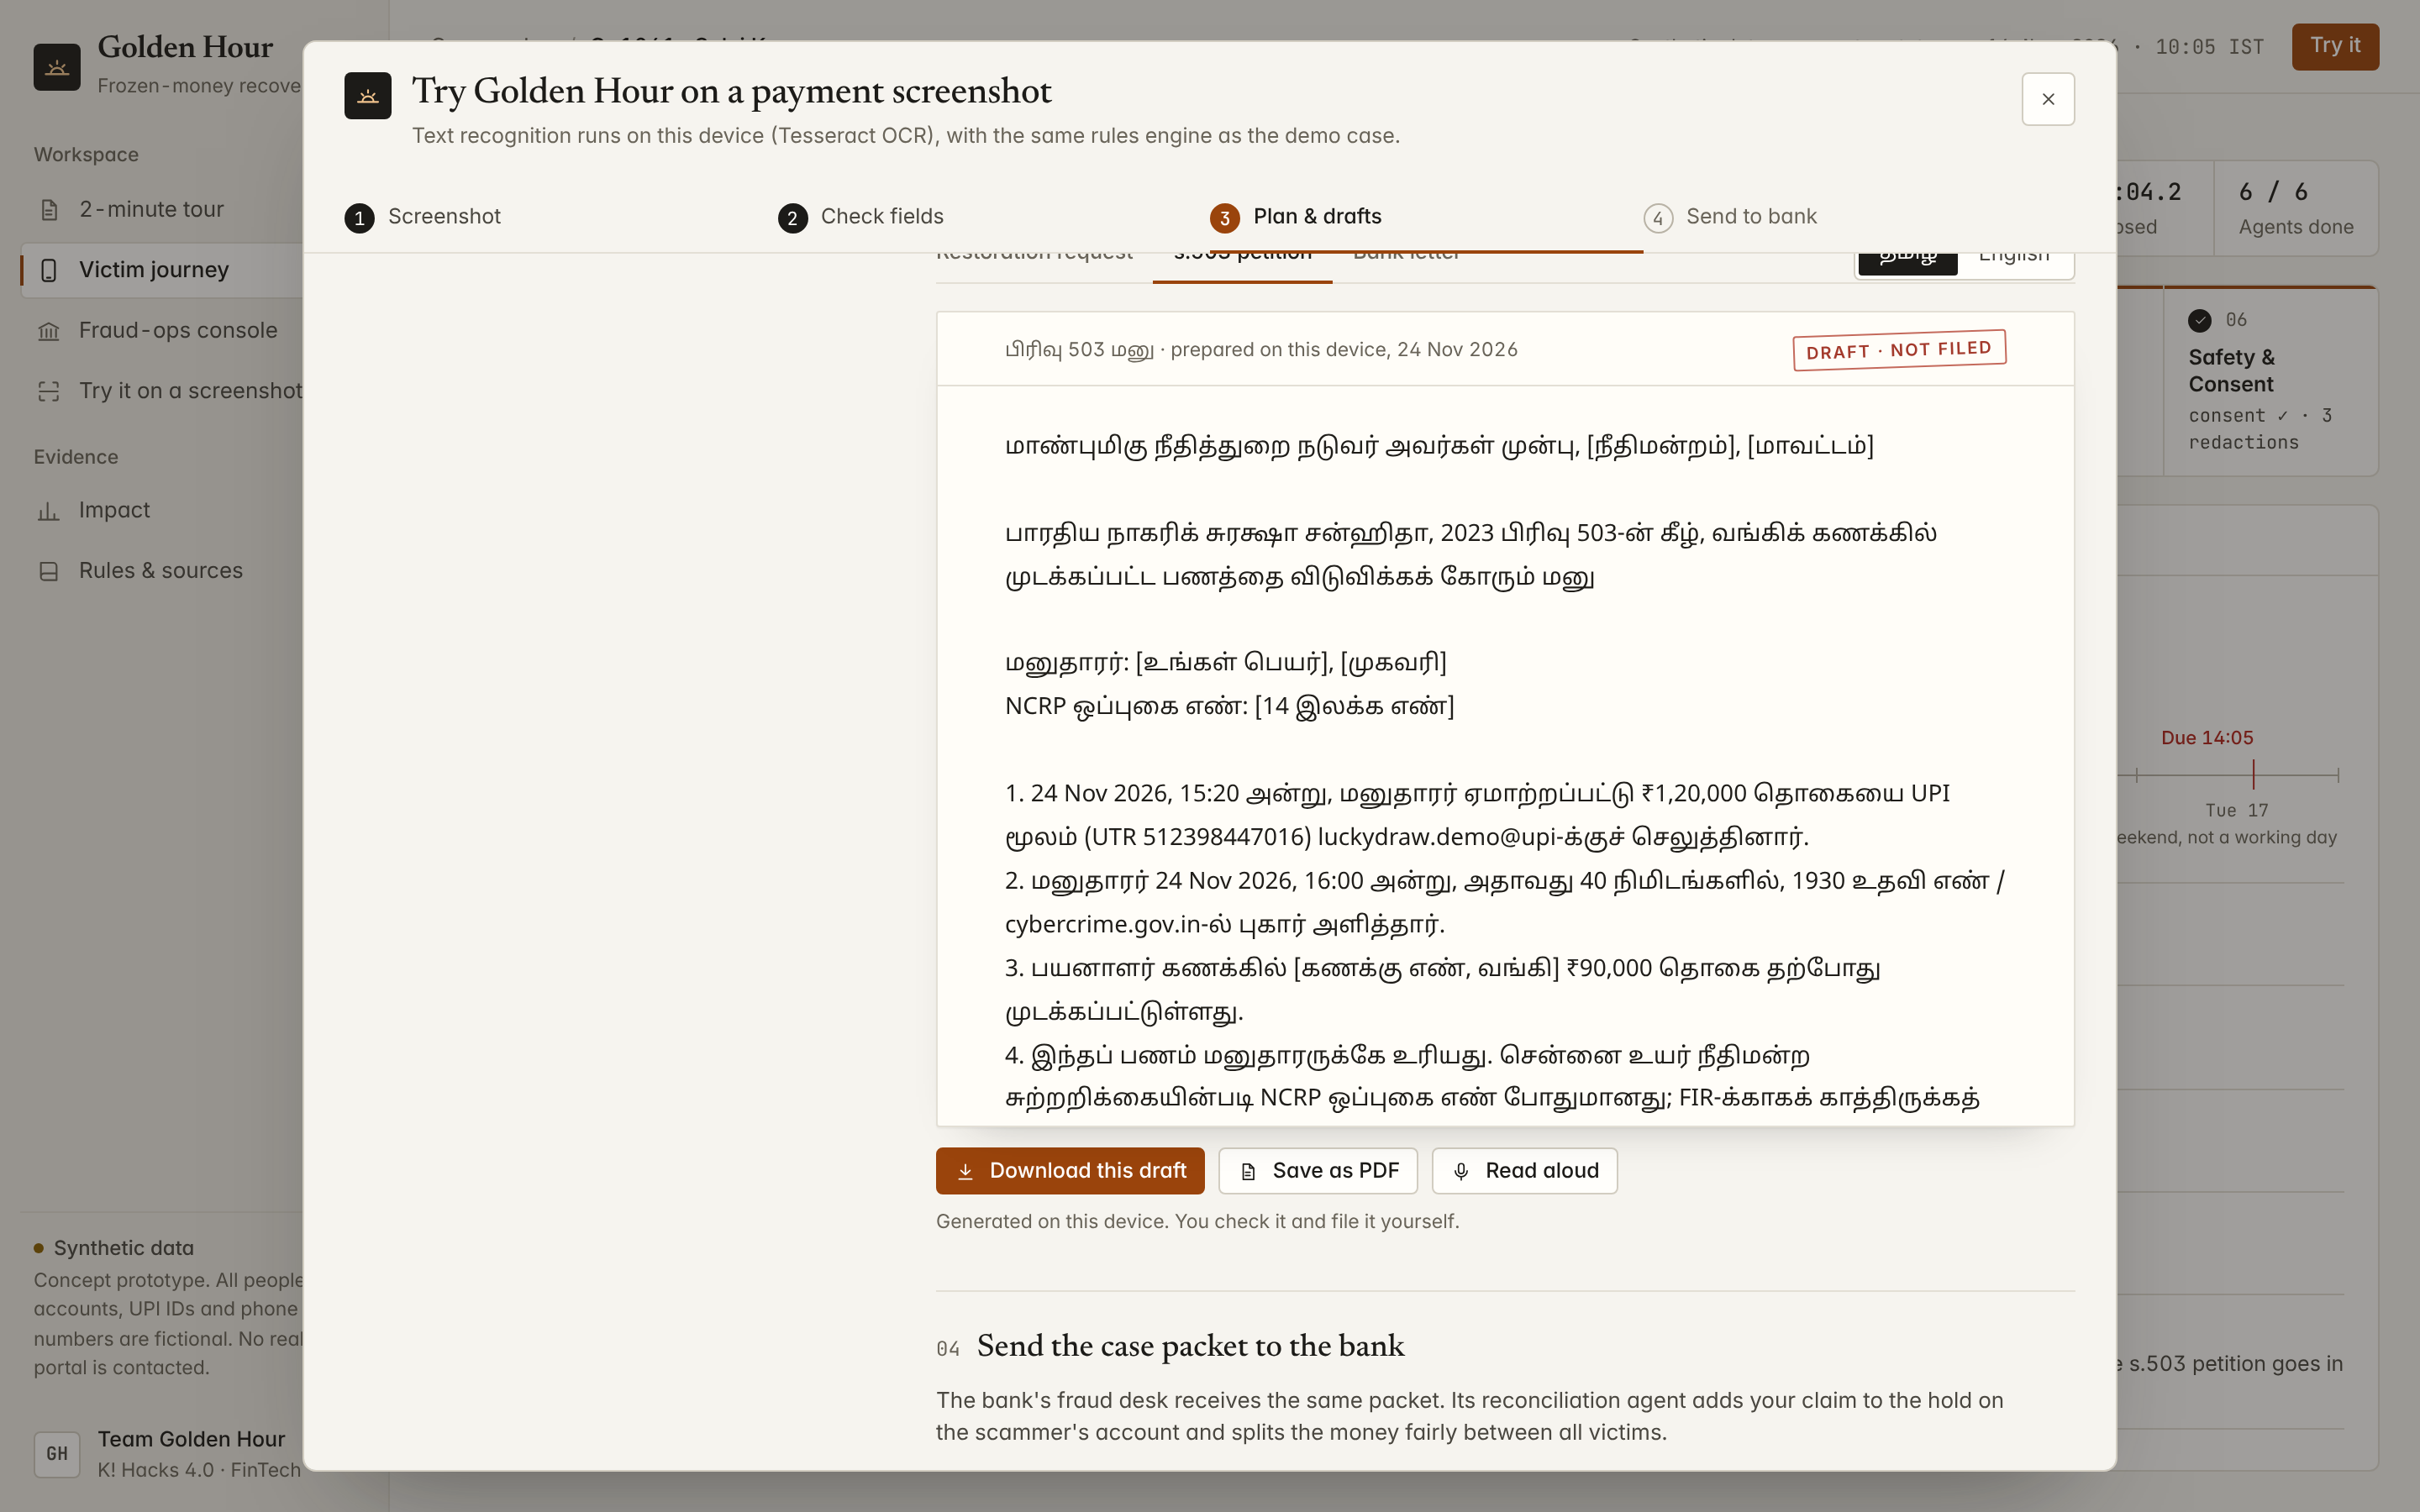 Golden Hour
Frozen-money recove
Workspace
2-minute tour
Victim journey
Fraud-ops console
Try it on a screenshot
Evidence
Impact
Rules & sources
Synthetic data
Concept prototype. All people
accounts, UPI IDs and phone
numbers are fictional. No real
portal is contacted.
GH
Team Golden Hour
K! Hacks 4.0 · FinTech
Try Golden Hour on a payment screenshot
Text recognition runs on this device (Tesseract OCR), with the same rules engine as the demo case.
1 Screenshot
2 Check fields
3 Plan & drafts
4 Send to bank
Restoration request s.503 petition Bank letter
தமிழ் English
பிரிவு 503 மனு · prepared on this device, 24 Nov 2026
DRAFT · NOT FILED
மாண்புமிகு நீதித்துறை நடுவர் அவர்கள் முன்பு, [நீதிமன்றம்], [மாவட்டம்]
பாரதிய நாகரிக் சுரக்ஷா சன்ஹிதா, 2023 பிரிவு 503-ன் கீழ், வங்கிக் கணக்கில்
முடக்கப்பட்ட பணத்தை விடுவிக்கக் கோரும் மனு
மனுதாரர்: [உங்கள் பெயர்], [முகவரி]
NCRP ஒப்புகை எண்: [14 இலக்க எண்]
1. 24 Nov 2026, 15:20 அன்று, மனுதாரர் ஏமாற்றப்பட்டு ₹1,20,000 தொகையை UPI
மூலம் (UTR 512398447016) luckydraw.demo@upi-க்குச் செலுத்தினார்.
2. மனுதாரர் 24 Nov 2026, 16:00 அன்று, அதாவது 40 நிமிடங்களில், 1930 உதவி எண் /
cybercrime.gov.in-ல் புகார் அளித்தார்.
3. பயனாளர் கணக்கில் [கணக்கு எண், வங்கி] ₹90,000 தொகை தற்போது
முடக்கப்பட்டுள்ளது.
4. இந்தப் பணம் மனுதாரருக்கே உரியது. சென்னை உயர் நீதிமன்ற
சுற்றறிக்கையின்படி NCRP ஒப்புகை எண் போதுமானது; FIR-க்காகக் காத்திருக்கத்
Download this draft
Save as PDF
Read aloud
Generated on this device. You check it and file it yourself.
04 Send the case packet to the bank
The bank's fraud desk receives the same packet. Its reconciliation agent adds your claim to the hold on
the scammer's account and splits the money fairly between all victims.
· 10:05 IST
Try it
:04.2
6 / 6
Agents done
06
Safety &
Consent
consent ✓ · 3
redactions
Due 14:05
Tue 17
eekend, not a working day
e s.503 petition goes in